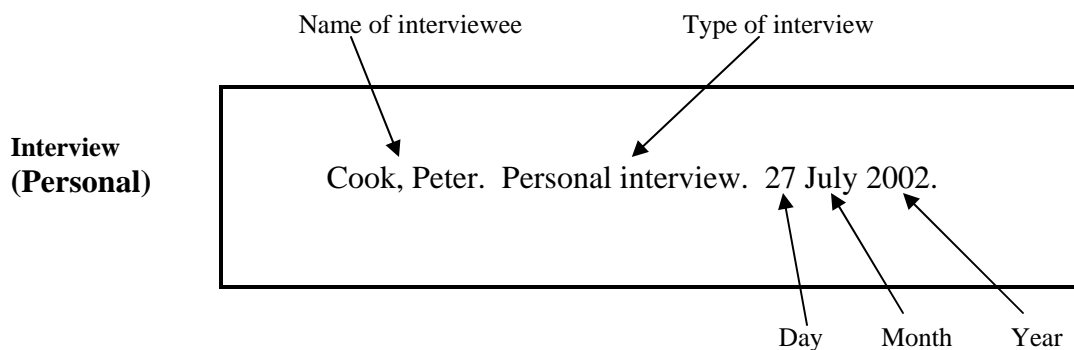 Name of interviewee Type of interview
Interview
(Personal)
Cook, Peter. Personal interview. 27 July 2002.
Day Month Year